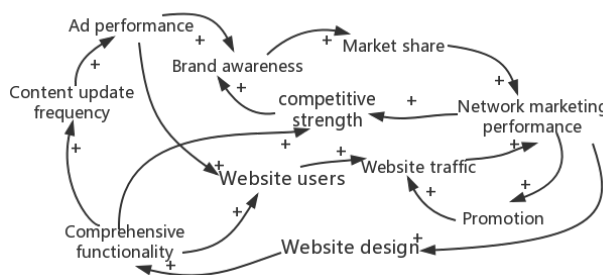 Ad performance
+
+
Market share
Brand awareness
+
+
Content update
frequency
+
competitive
strength
+
Network marketing
performance
+
+
+
+
Website users
+
Website traffic
+
+
+
+
Promotion
Comprehensive
functionality
Website design
+
+